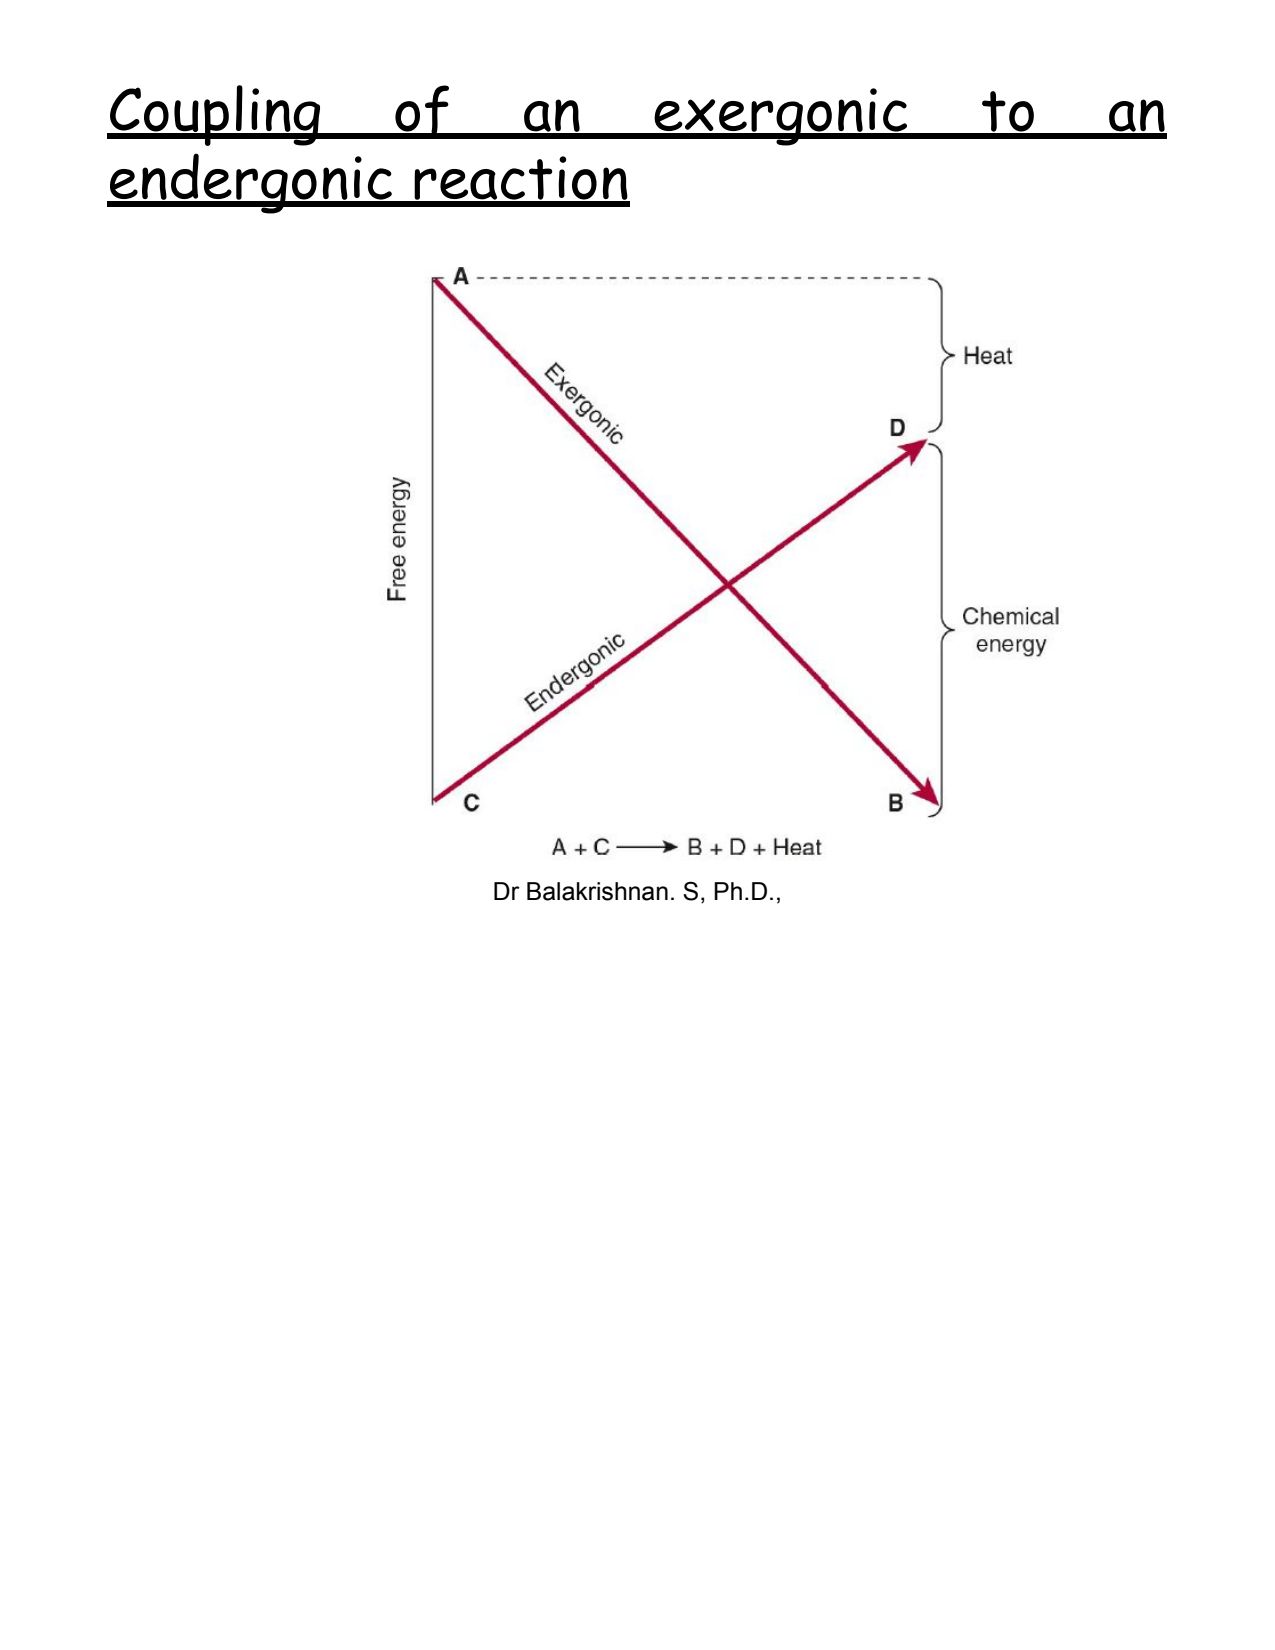 Coupling of an exergonic to an
endergonic reaction
A
Exergonic
Heat
D
Free energy
Chemical
energy
Endergonic
C
B
A + C ⟶ B + D + Heat
Dr Balakrishnan. S, Ph.D.,